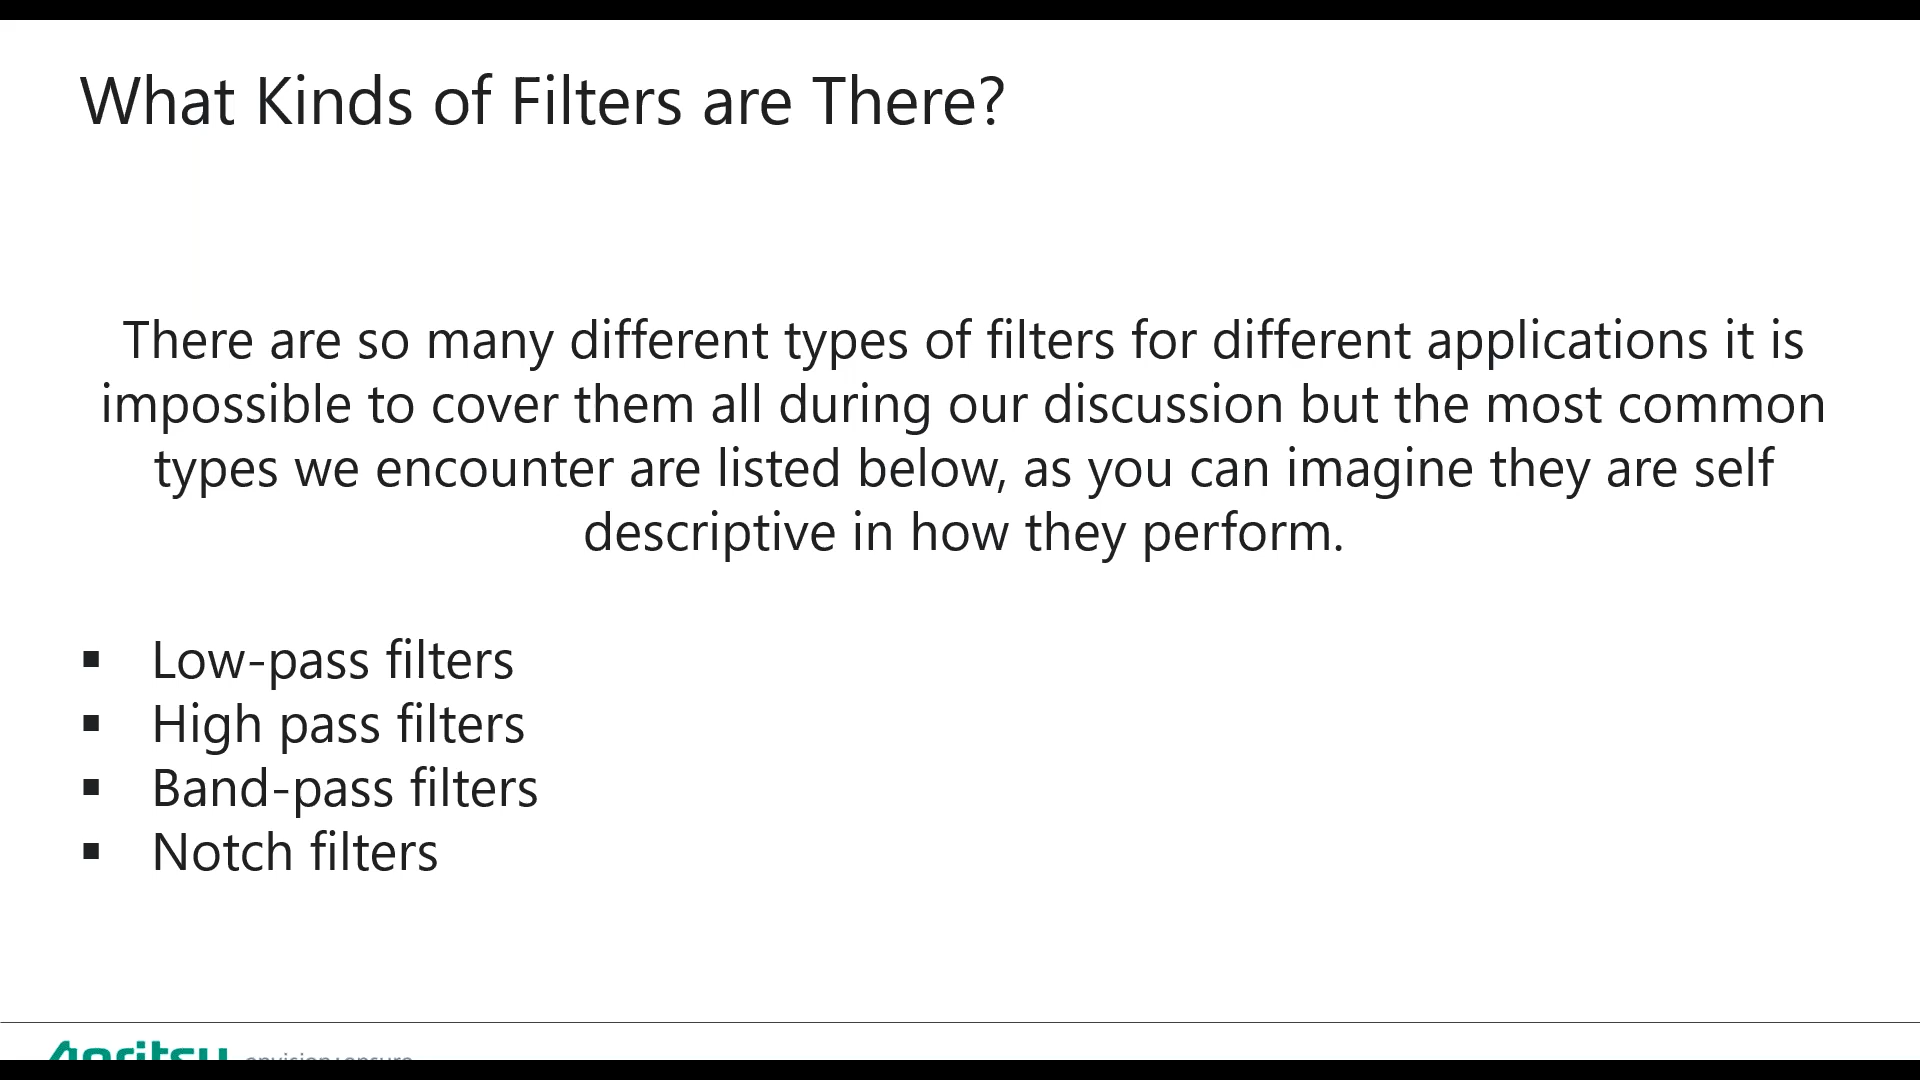 What Kinds of Filters are There?
There are so many different types of filters for different applications it is
impossible to cover them all during our discussion but the most common
types we encounter are listed below, as you can imagine they are self
descriptive in how they perform.
▪ Low-pass filters
▪ High pass filters
▪ Band-pass filters
▪ Notch filters
Anritsu envision : ensure